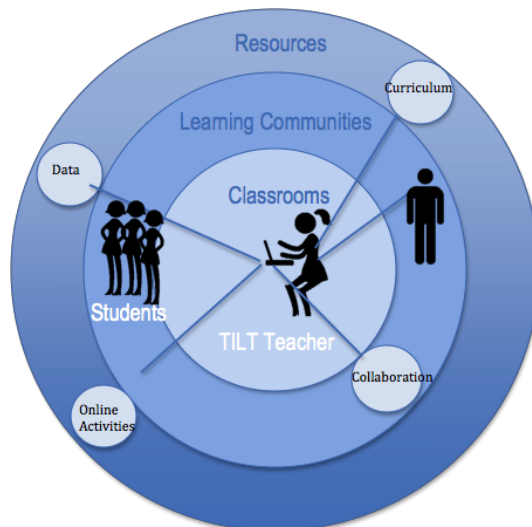 Resources
Curriculum
Learning Communities
Data
Classrooms
Students
TILT Teacher
Collaboration
Online
Activities